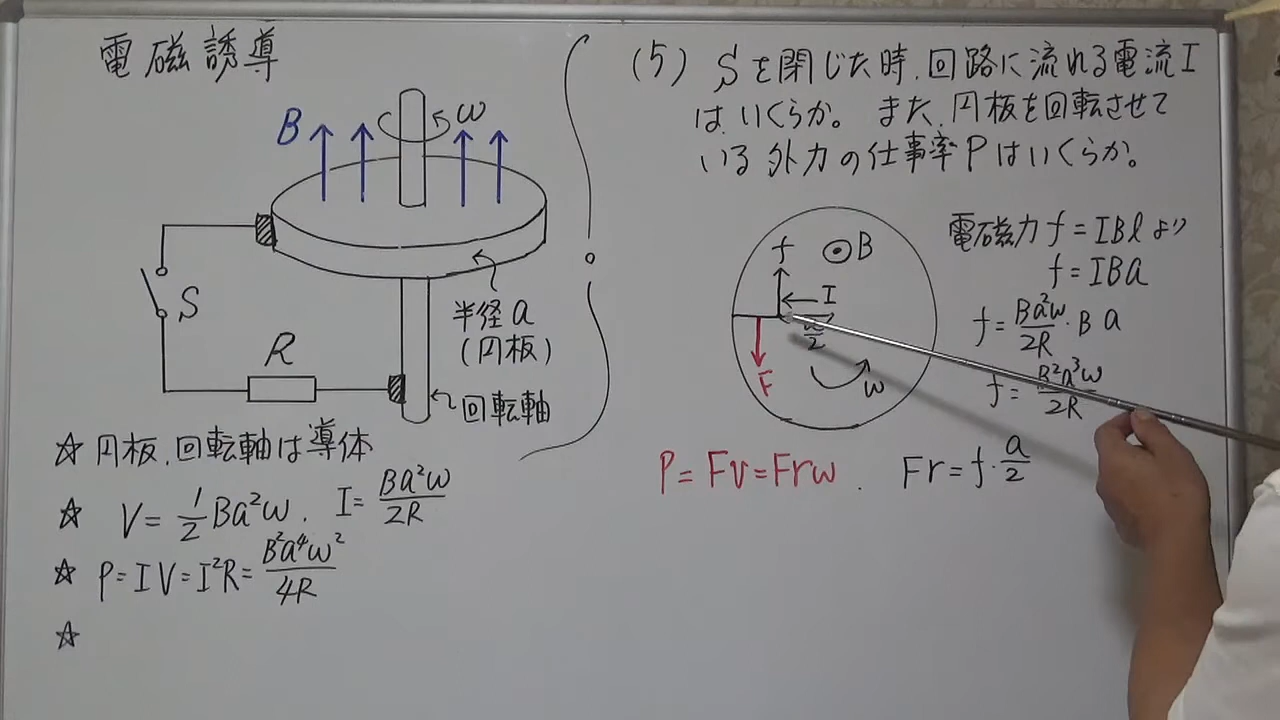 電磁誘導
B
ω
S
R
半径a
(円板)
回転軸
☆ 円板、回転軸は導体
☆ V = 1/2 Ba²ω. I = Ba²ω/2R
☆ P = IV = I²R = B²a⁴ω²/4R
☆
(5) Sを閉じた時、回路に流れる電流I
は、いくらか。また、円板を回転させて
いる外力の仕事率Pはいくらか。
f
B
I
a/2
F
ω
電磁力 f = IBl より
f = IBa
f = Ba²ω/2R · B a
f = B²a³ω/2R
P = Fv = Frω . Fr = f · a/2